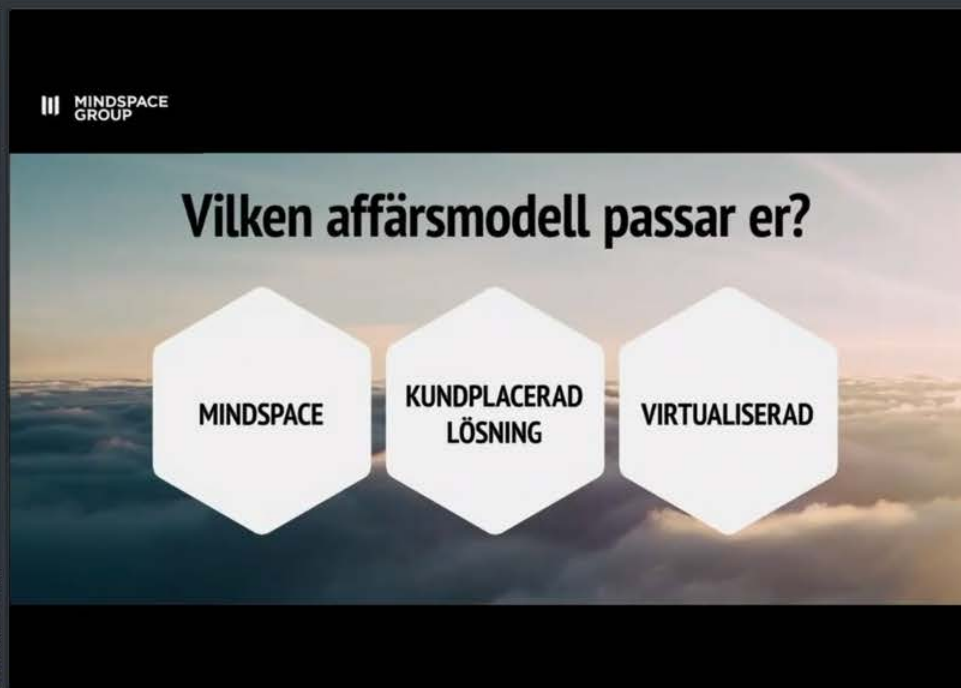 MINDSPACE
GROUP
Vilken affärsmodell passar er?
MINDSPACE
KUNDPLACERAD
LÖSNING
VIRTUALISERAD